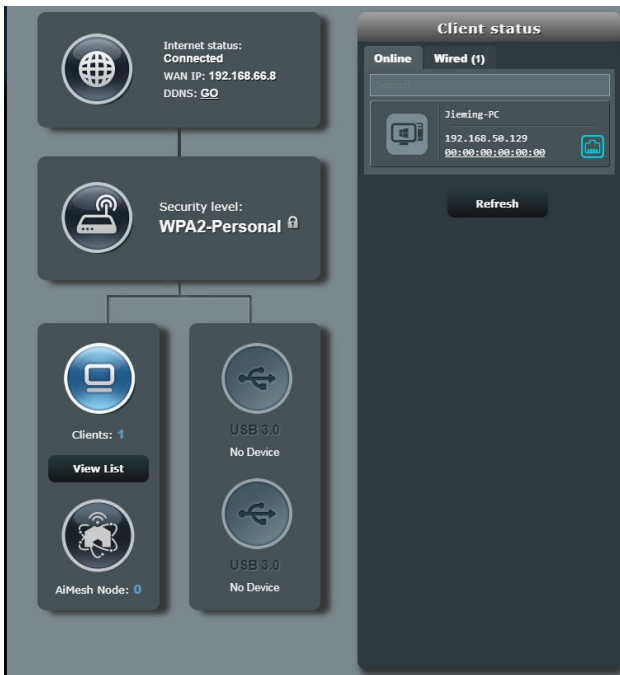 Internet status:
Connected
WAN IP: 192.168.66.8
DDNS: GO
Security level:
WPA2-Personal
Clients: 1
View List
AiMesh Node: 0
USB 3.0
No Device
USB 3.0
No Device
Client status
Online Wired (1)
Search
Jieming-PC
192.168.50.129
00:00:00:00:00:00
Refresh